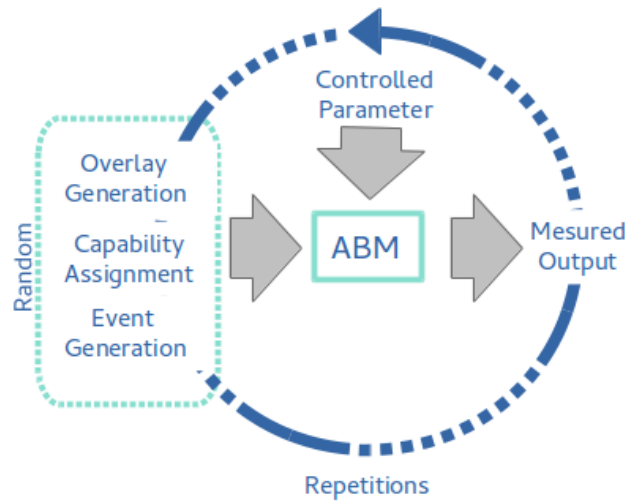 Controlled
Parameter
Overlay
Generation
Capability
Assignment
Event
Generation
Random
ABM
Mesured
Output
Repetitions